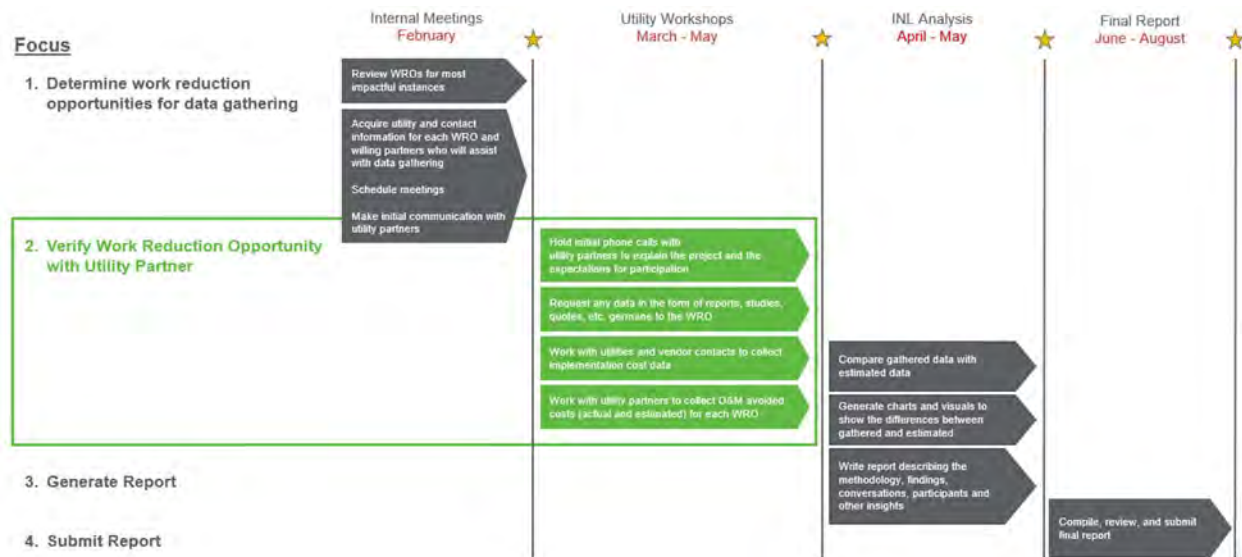 Internal Meetings
February
Utility Workshops
March - May
INL Analysis
April - May
Final Report
June - August
Focus
1. Determine work reduction
opportunities for data gathering
Review WROs for most
impactful instances
Acquire utility and contact
information for each WRO and
willing partners who will assist
with data gathering
Schedule meetings
Make initial communication with
utility partners
2. Verify Work Reduction Opportunity
with Utility Partner
Hold initial phone calls with
utility partners to explain the project and the
expectations for participation
Request any data in the form of reports, studies,
quotes, etc. germane to the WRO
Work with utilities and vendor contacts to collect
implementation cost data
Work with utility partners to collect O&M avoided
costs (actual and estimated) for each WRO
Compare gathered data with
estimated data
Generate charts and visuals to
show the differences between
gathered and estimated
Write report describing the
methodology, findings,
conversations, participants and
other insights
3. Generate Report
Compile, review, and submit
final report
4. Submit Report